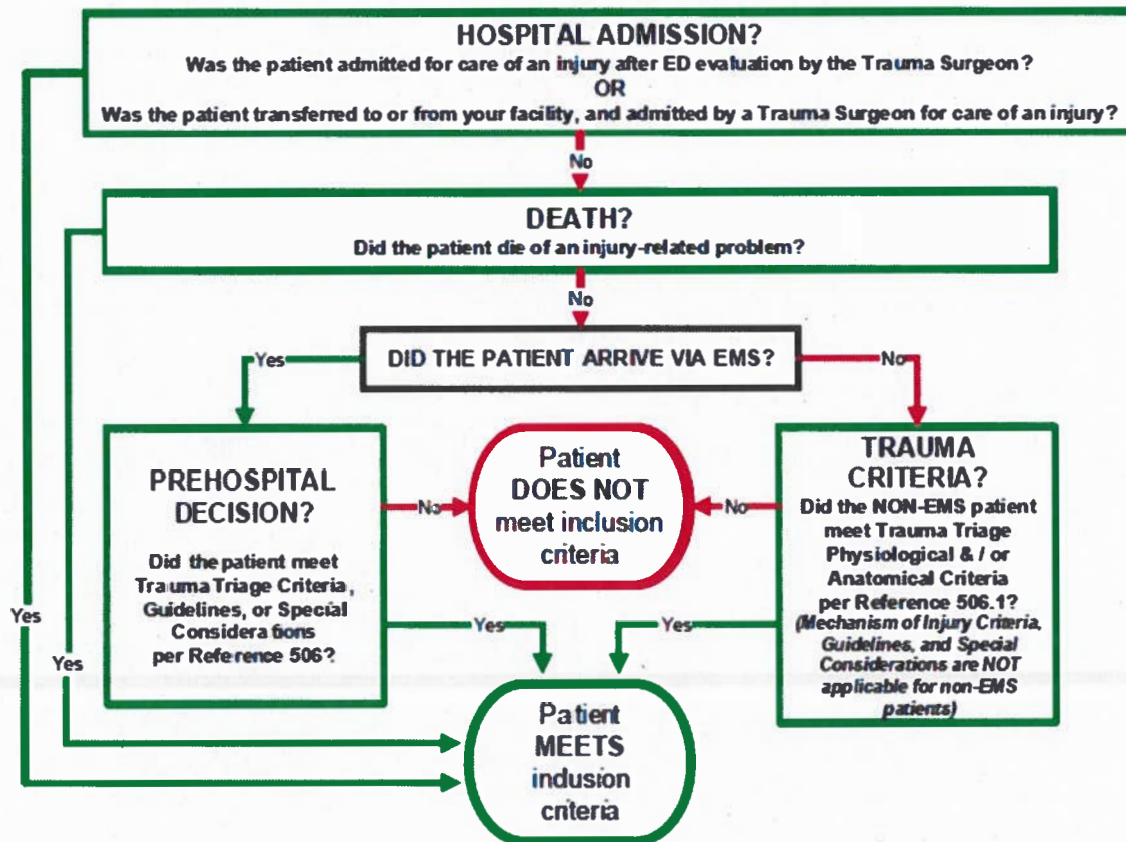 HOSPITAL ADMISSION?
Was the patient admitted for care of an injury after ED evaluation by the Trauma Surgeon?
OR
Was the patient transferred to or from your facility, and admitted by a Trauma Surgeon for care of an injury?
No
DEATH?
Did the patient die of an injury-related problem?
No
Yes
DID THE PATIENT ARRIVE VIA EMS?
No
PREHOSPITAL
DECISION?
Did the patient meet
Trauma Triage Criteria,
Guidelines, or Special
Considerations
per Reference 506?
No
Patient
DOES NOT
meet inclusion
criteria
No
TRAUMA
CRITERIA?
Did the NON-EMS patient
meet Trauma Triage
Physiological & / or
Anatomical Criteria
per Reference 506.1?
(Mechanism of Injury Criteria,
Guidelines, and Special
Considerations are NOT
applicable for non-EMS
patients)
Yes
Yes
Yes
Yes
Patient
MEETS
inclusion
criteria